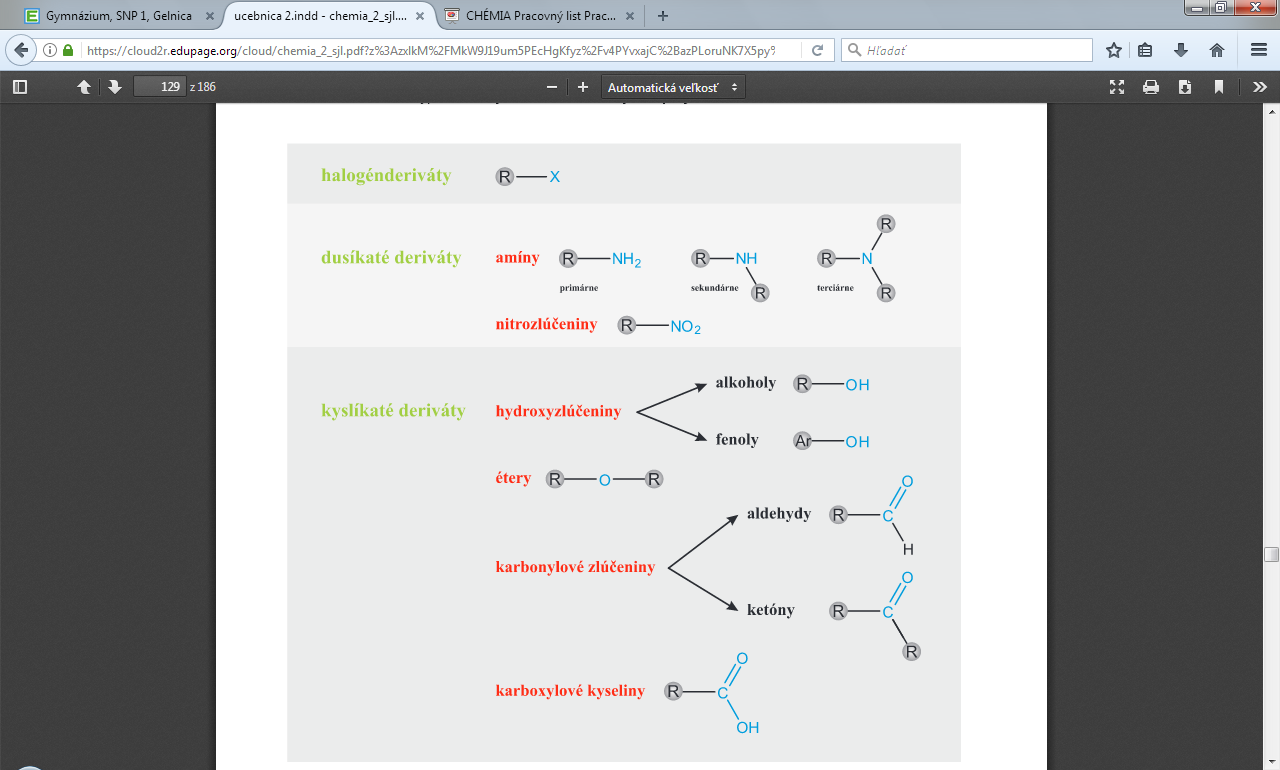 Gymnázium, SNP 1, Gelnica
ucebnica 2.indd - chemia_2_sjl....
CHÉMIA Pracovný list Prac...
https://cloud2r.edupage.org/cloud/chemia_2_sjl.pdf?z%3AzxlkM%2FMkW9J19um5PEcHgKfyz%2Fv4PYvxajC%2BazPLoruNK7X5py%
Hľadať
129 z 186
Automatická veľkosť
halogénderiváty R X
dusíkaté deriváty amíny R NH2 R NH R R N R R
primárne sekundárne terciárne
nitrozlúčeniny R NO2
kyslíkaté deriváty hydroxyzlúčeniny
alkoholy R OH
fenoly Ar OH
étery R O R
karbonylové zlúčeniny
aldehydy R C O H
ketóny R C O R
karboxylové kyseliny R C O OH